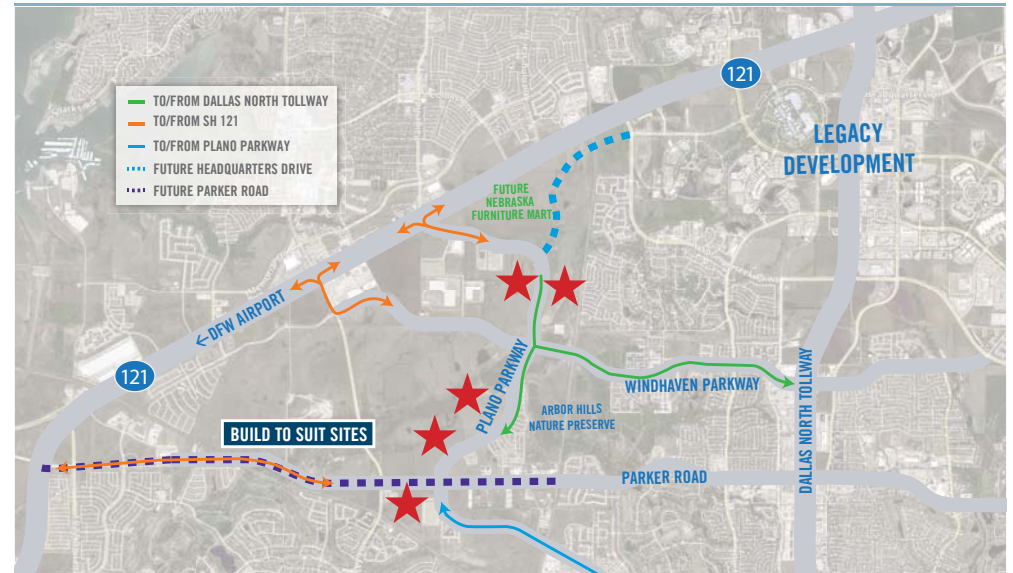 121
LEGACY
DEVELOPMENT
TO/FROM DALLAS NORTH TOLLWAY
TO/FROM SH 121
TO/FROM PLANO PARKWAY
FUTURE HEADQUARTERS DRIVE
FUTURE PARKER ROAD
FUTURE
NEBRASKA
FURNITURE MART
←DFW AIRPORT
121
PLANO PARKWAY
WINDHAVEN PARKWAY
DALLAS NORTH TOLLWAY
ARBOR HILLS
NATURE PRESERVE
BUILD TO SUIT SITES
PARKER ROAD